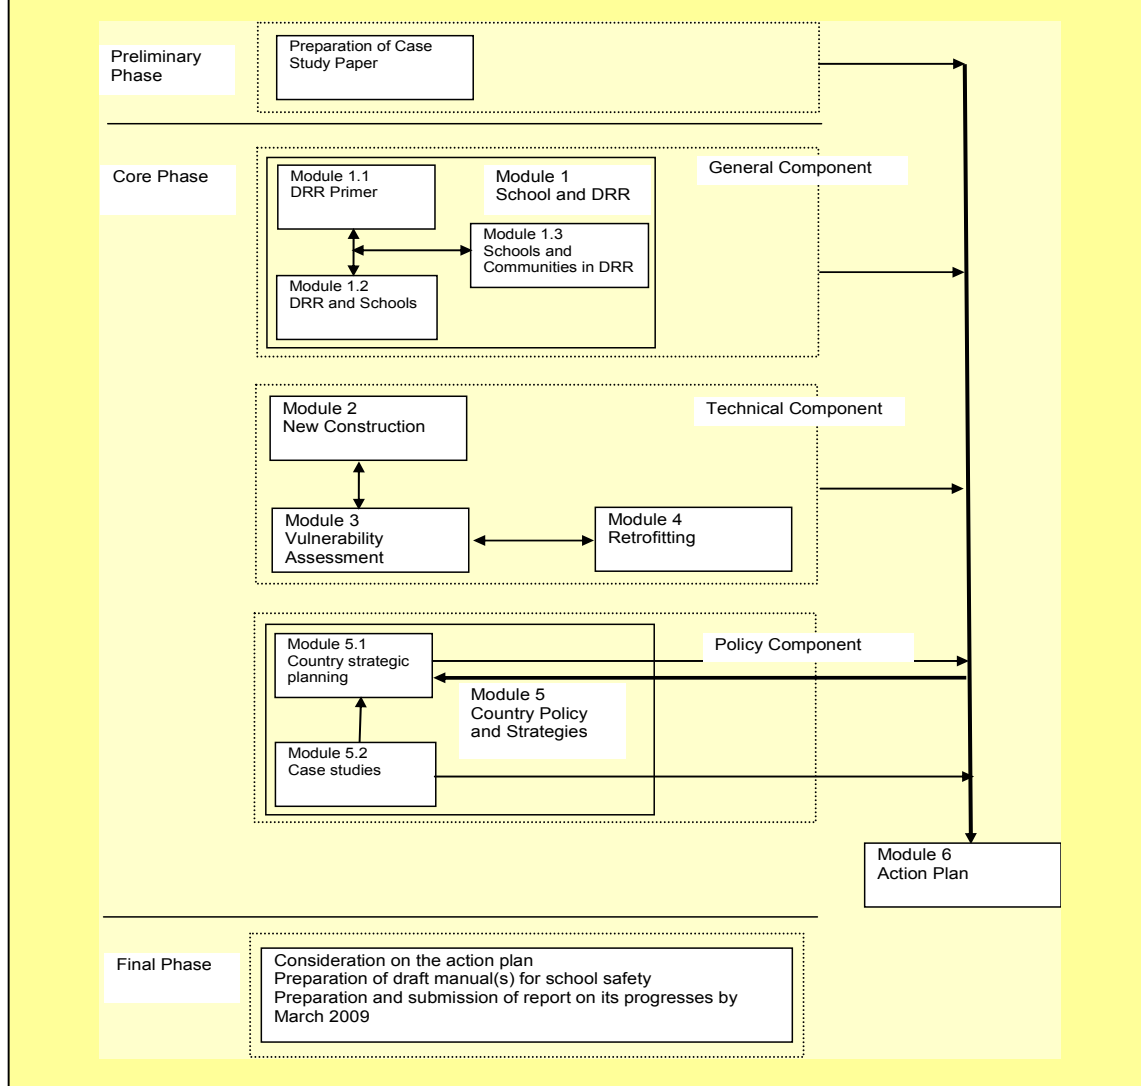 Preliminary
Phase
Preparation of Case
Study Paper
Core Phase
General Component
Module 1.1
DRR Primer
Module 1
School and DRR
Module 1.3
Schools and
Communities in DRR
Module 1.2
DRR and Schools
Technical Component
Module 2
New Construction
Module 3
Vulnerability
Assessment
Module 4
Retrofitting
Policy Component
Module 5.1
Country strategic
planning
Module 5
Country Policy
and Strategies
Module 5.2
Case studies
Module 6
Action Plan
Final Phase
Consideration on the action plan
Preparation of draft manual(s) for school safety
Preparation and submission of report on its progresses by
March 2009